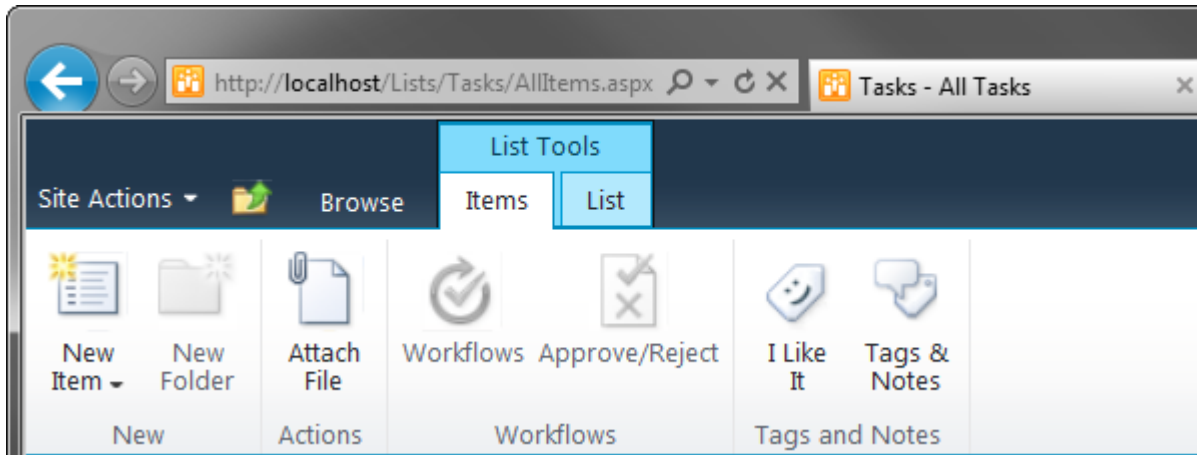 http://localhost/Lists/Tasks/AllItems.aspx
Tasks - All Tasks
List Tools
Site Actions
Browse
Items
List
New
Item
New
Folder
Attach
File
Workflows
Approve/Reject
I Like
It
Tags &
Notes
New
Actions
Workflows
Tags and Notes